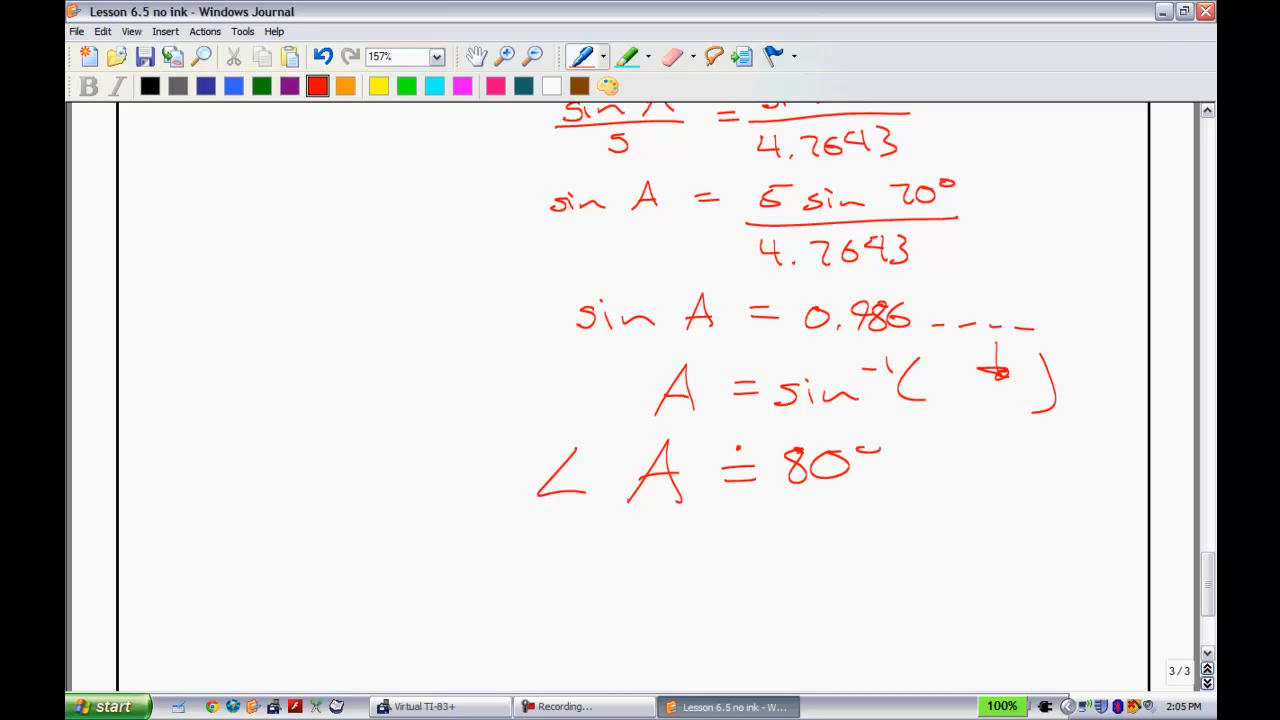 Lesson 6.5 no ink - Windows Journal
File Edit View Insert Actions Tools Help
157%
B I
sin A / 5 = / 4.7643
sin A = 5 sin 70° / 4.7643
sin A = 0.986 ----
A = sin⁻¹( )
∠ A ≐ 80°
3/3
start Virtual TI-83+ Recording... Lesson 6.5 no ink - W... 100% 2:05 PM